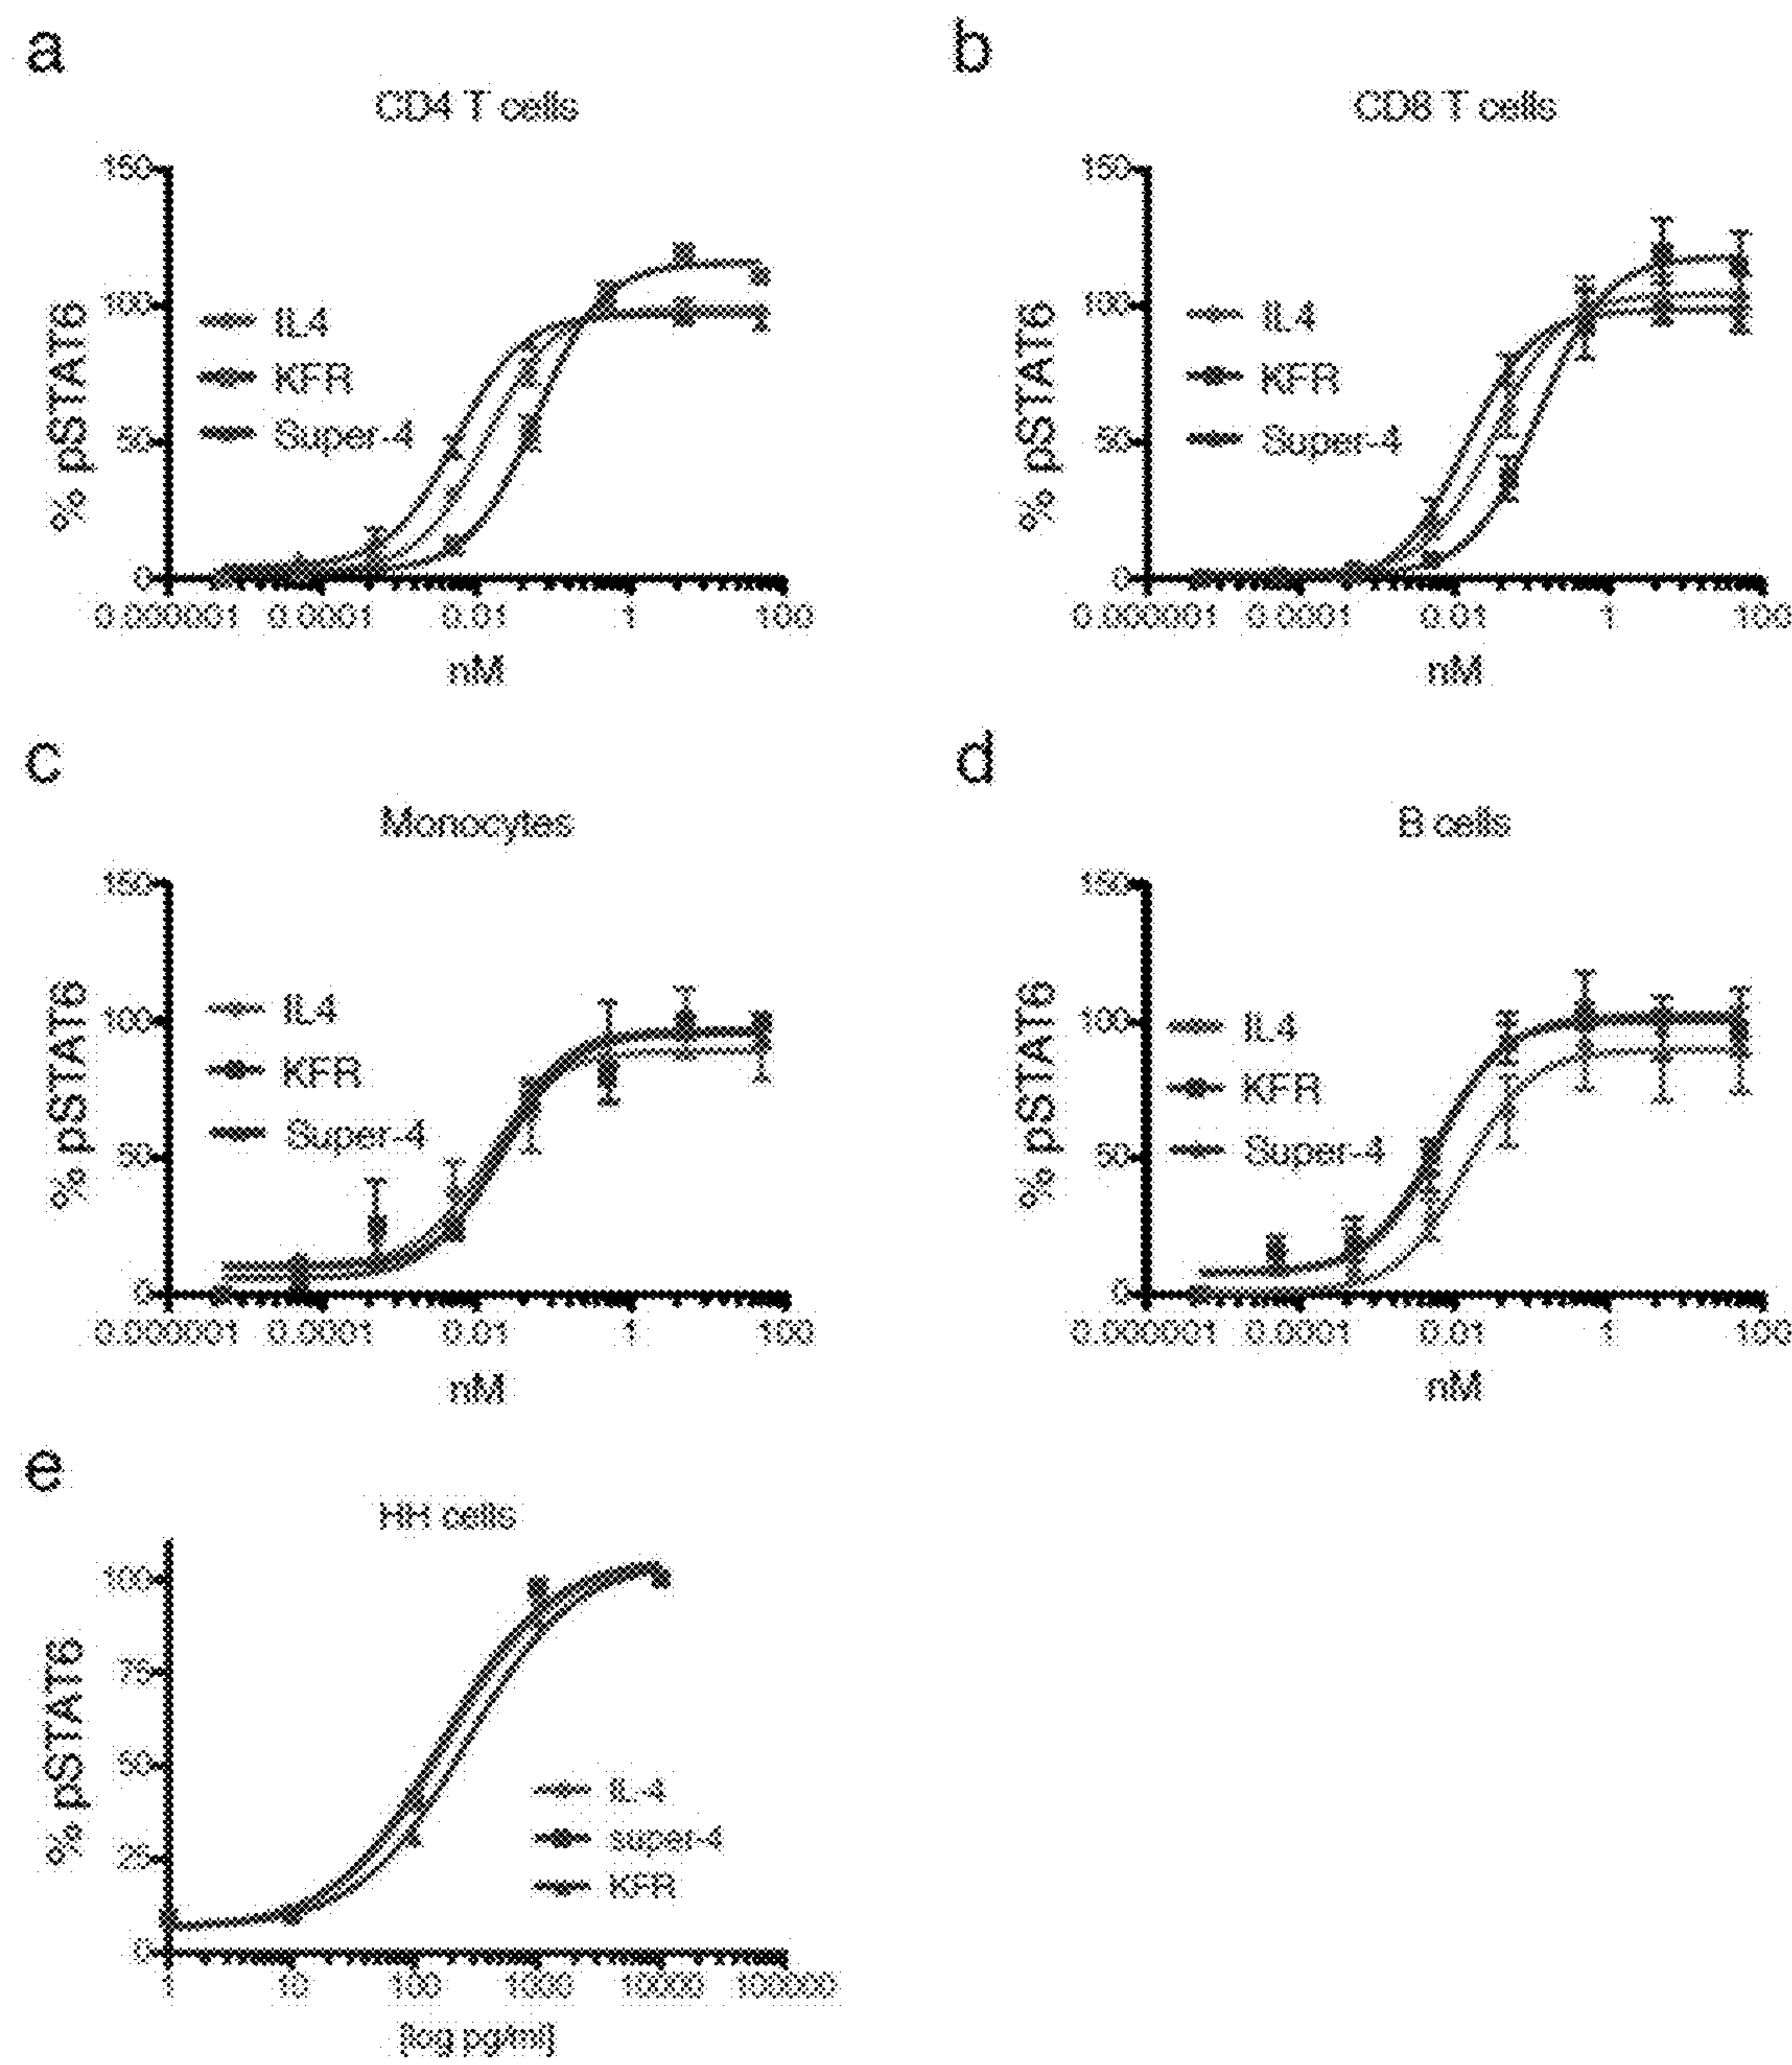 a
CD4 T cells
150
100
50
0
% pSTAT6
IL4
KFR
Super-4
0.000001 0.0001 0.01 1 100
nM
b
CD8 T cells
150
100
50
0
% pSTAT6
IL4
KFR
Super-4
0.000001 0.0001 0.01 1 100
nM
c
Monocytes
150
100
50
0
% pSTAT6
IL4
KFR
Super-4
0.000001 0.0001 0.01 1 100
nM
d
B cells
150
100
50
0
% pSTAT6
IL4
KFR
Super-4
0.000001 0.0001 0.01 1 100
nM
e
HH cells
100
75
50
25
0
% pSTAT6
IL-4
super-4
KFR
1 10 100 1000 10000 100000
[log pg/ml]